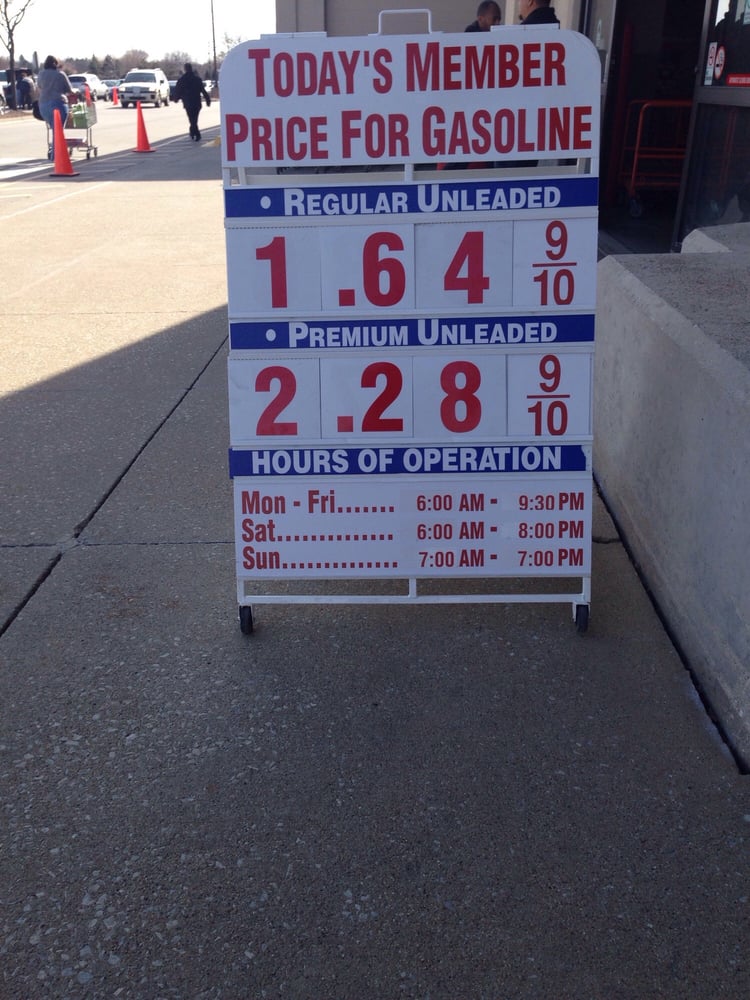 TODAY'S MEMBER
PRICE FOR GASOLINE
• REGULAR UNLEADED
1.64 9/10
• PREMIUM UNLEADED
2.28 9/10
HOURS OF OPERATION
Mon - Fri....... 6:00 AM - 9:30 PM
Sat.............. 6:00 AM - 8:00 PM
Sun.............. 7:00 AM - 7:00 PM